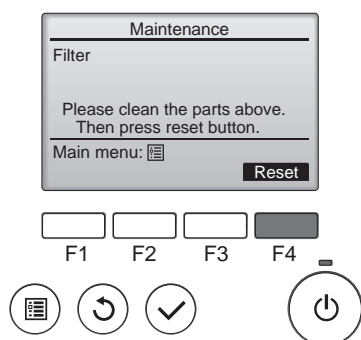 Maintenance
Filter
Please clean the parts above.
Then press reset button.
Main menu:
Reset
F1 F2 F3 F4